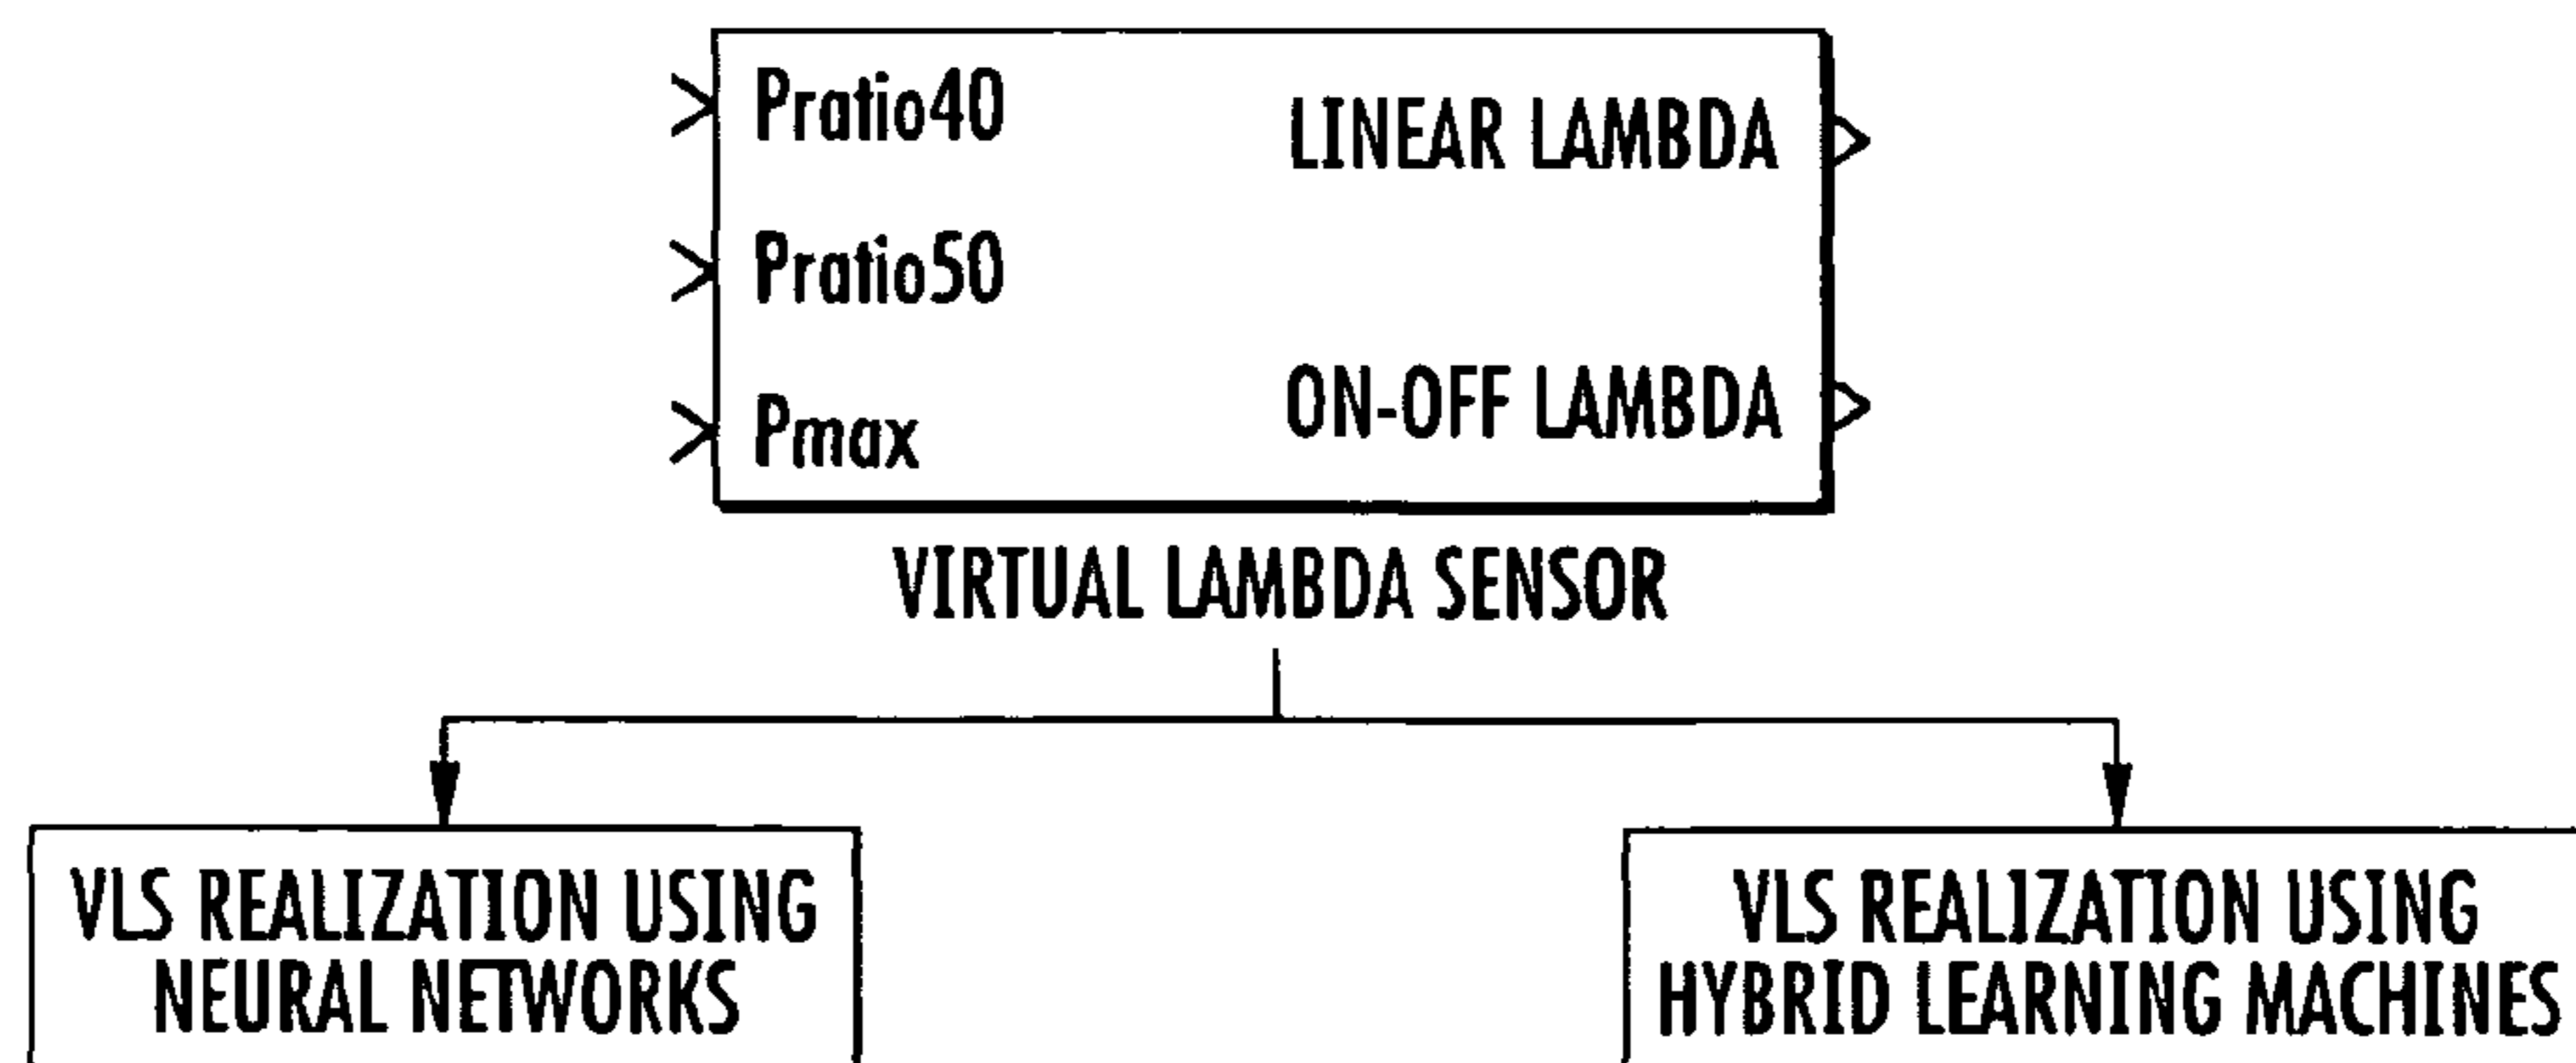 Pratio40
LINEAR LAMBDA
Pratio50
ON-OFF LAMBDA
Pmax
VIRTUAL LAMBDA SENSOR
VLS REALIZATION USING
NEURAL NETWORKS
VLS REALIZATION USING
HYBRID LEARNING MACHINES